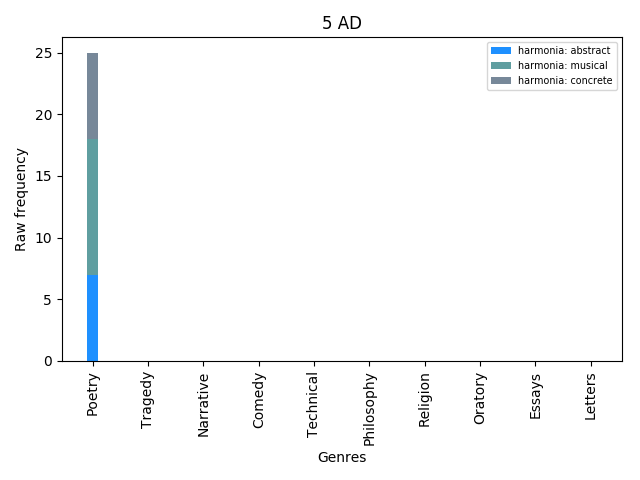 5 AD
harmonia: abstract
harmonia: musical
harmonia: concrete
Raw frequency
25
20
15
10
5
0
Poetry
Tragedy
Narrative
Comedy
Technical
Philosophy
Religion
Oratory
Essays
Letters
Genres